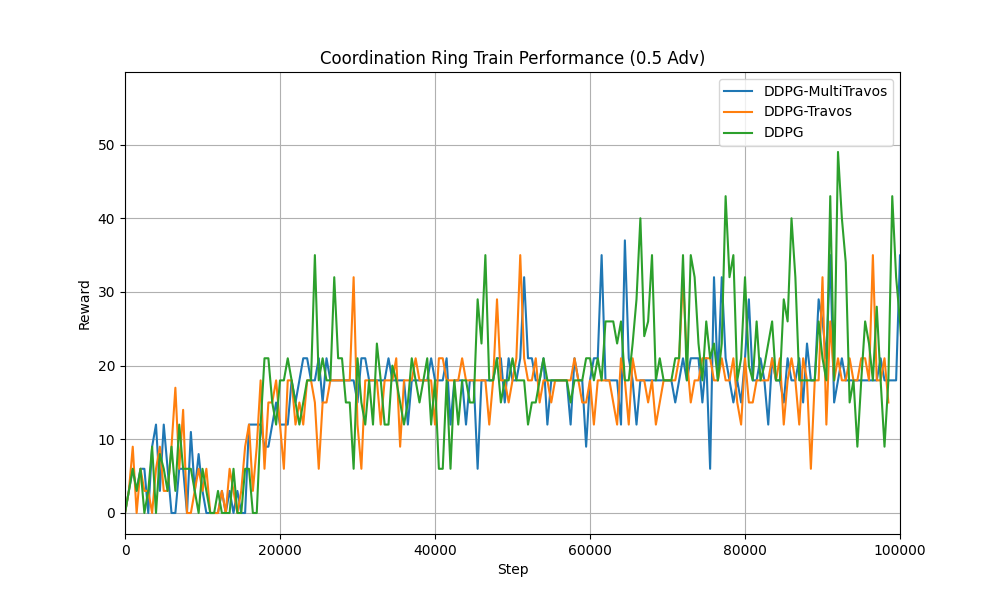 Coordination Ring Train Performance (0.5 Adv)
DDPG-MultiTravos
DDPG-Travos
DDPG
50
40
30
20
10
0
Reward
0 20000 40000 60000 80000 100000
Step